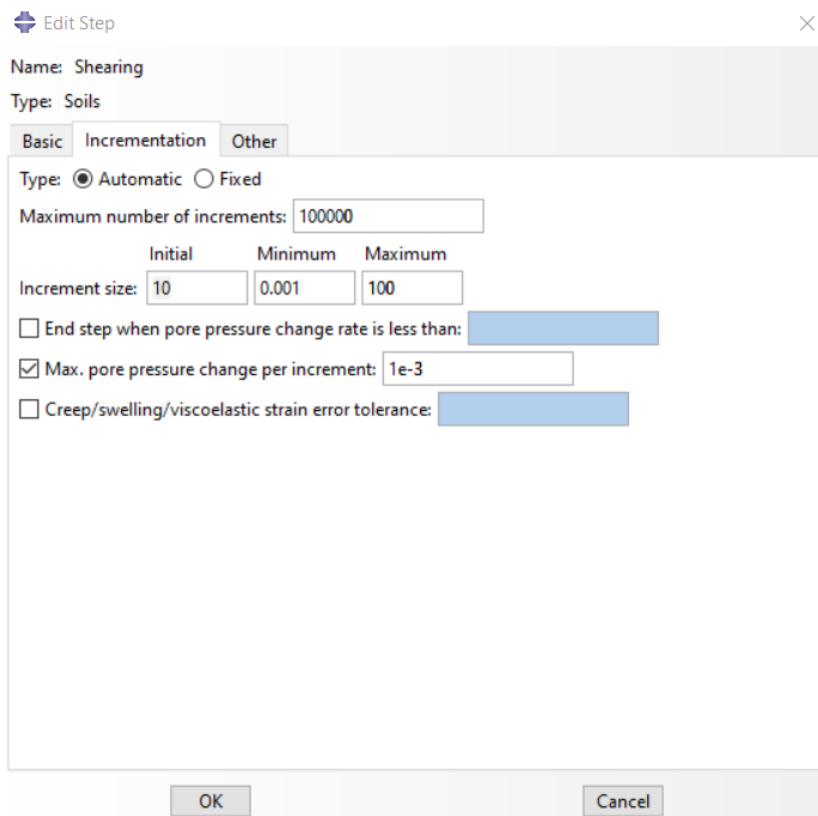 Edit Step
Name: Shearing
Type: Soils
Basic Incrementation Other
Type: Automatic Fixed
Maximum number of increments: 100000
Initial Minimum Maximum
Increment size: 10 0.001 100
End step when pore pressure change rate is less than:
Max. pore pressure change per increment: 1e-3
Creep/swelling/viscoelastic strain error tolerance:
OK Cancel